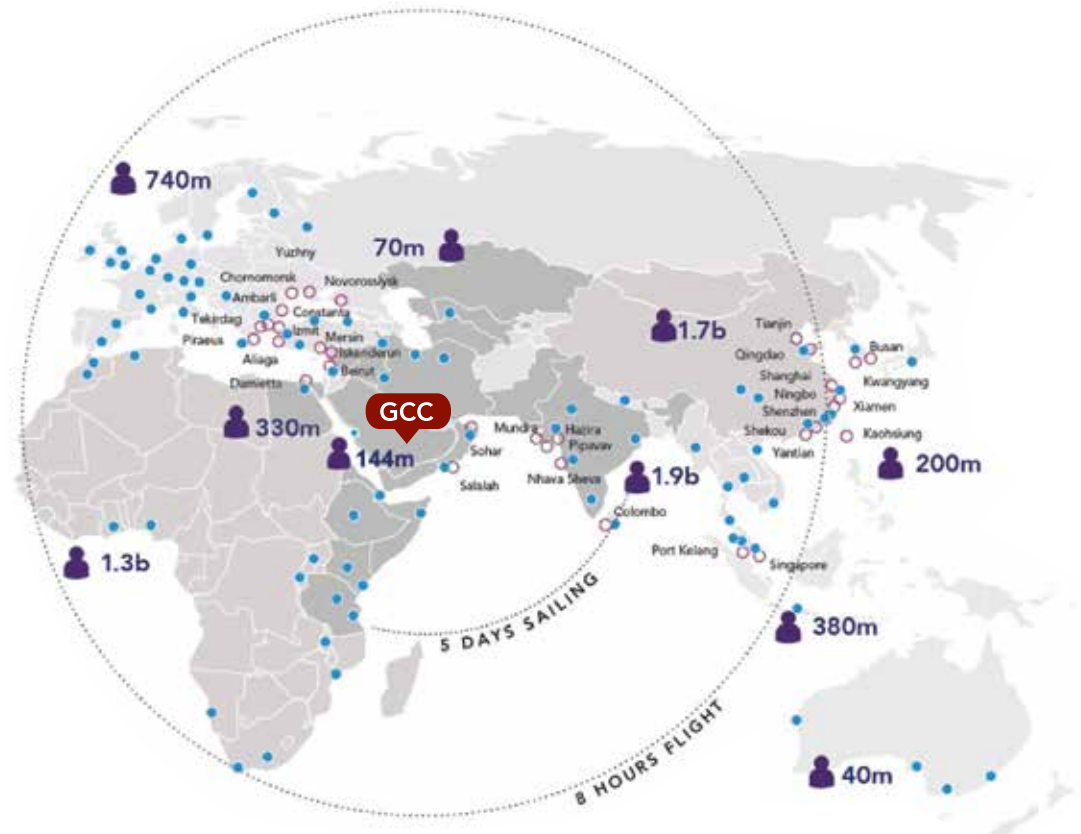 740m
70m
Yuzhny
Chornomorsk
Novorossiysk
Ambarli
Constanta
Tekirdag
Izmit
Mersin
Piraeus
Iskenderun
Aliaga
Beirut
Damietta
1.7b
Tianjin
Qingdao
Busan
Shanghai
Kwangyang
Ningbo
Xiamen
Shenzhen
Shekou
Kaohsiung
Yantian
GCC
330m
144m
Mundra
Hazira
Pipavav
Sohar
Nhava Sheva
Salalah
1.9b
200m
Colombo
Port Kelang
Singapore
1.3b
5 DAYS SAILING
380m
8 HOURS FLIGHT
40m